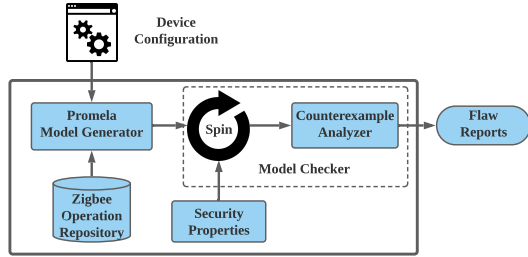 Device
Configuration
Promela
Model Generator
Spin
Counterexample
Analyzer
Flaw
Reports
Model Checker
Zigbee
Operation
Repository
Security
Properties